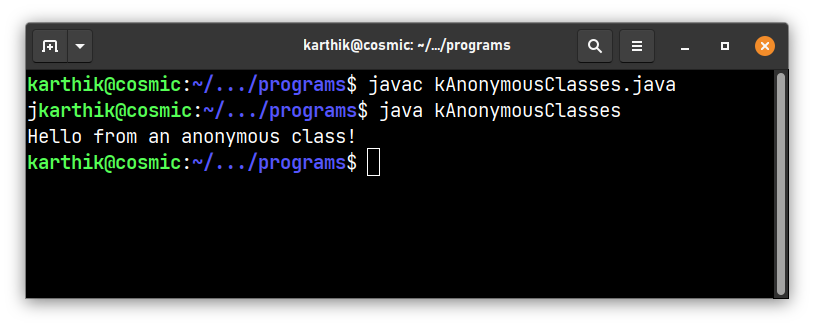 karthik@cosmic: ~/.../programs
karthik@cosmic:~/.../programs$ javac kAnonymousClasses.java
jkarthik@cosmic:~/.../programs$ java kAnonymousClasses
Hello from an anonymous class!
karthik@cosmic:~/.../programs$